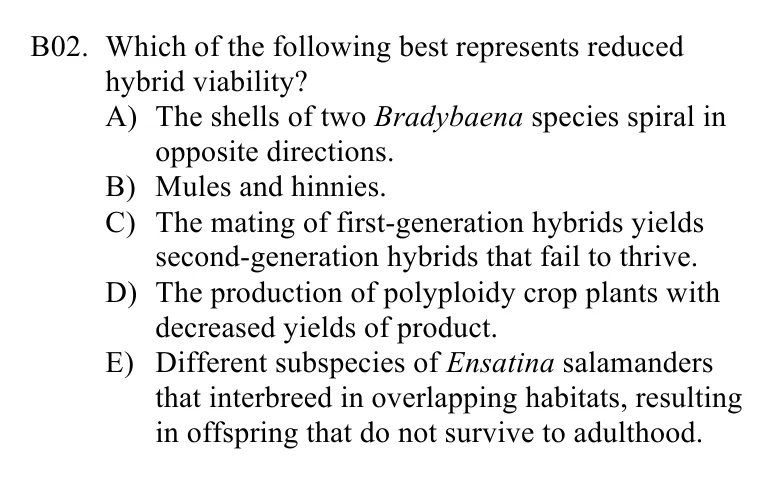 B02. Which of the following best represents reduced
hybrid viability?
A) The shells of two Bradybaena species spiral in
opposite directions.
B) Mules and hinnies.
C) The mating of first-generation hybrids yields
second-generation hybrids that fail to thrive.
D) The production of polyploidy crop plants with
decreased yields of product.
E) Different subspecies of Ensatina salamanders
that interbreed in overlapping habitats, resulting
in offspring that do not survive to adulthood.